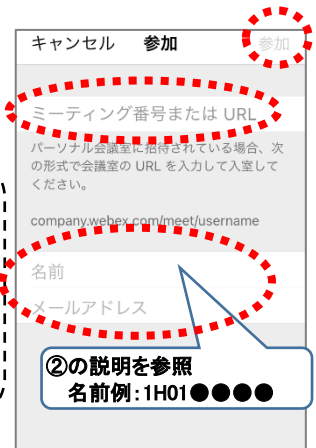 キャンセル 参加 参加
ミーティング番号または URL
パーソナル会議室に招待されている場合、次
の形式で会議室の URL を入力して入室して
ください。
company.webex.com/meet/username
名前
メールアドレス
②の説明を参照
名前例：1H01●●●●